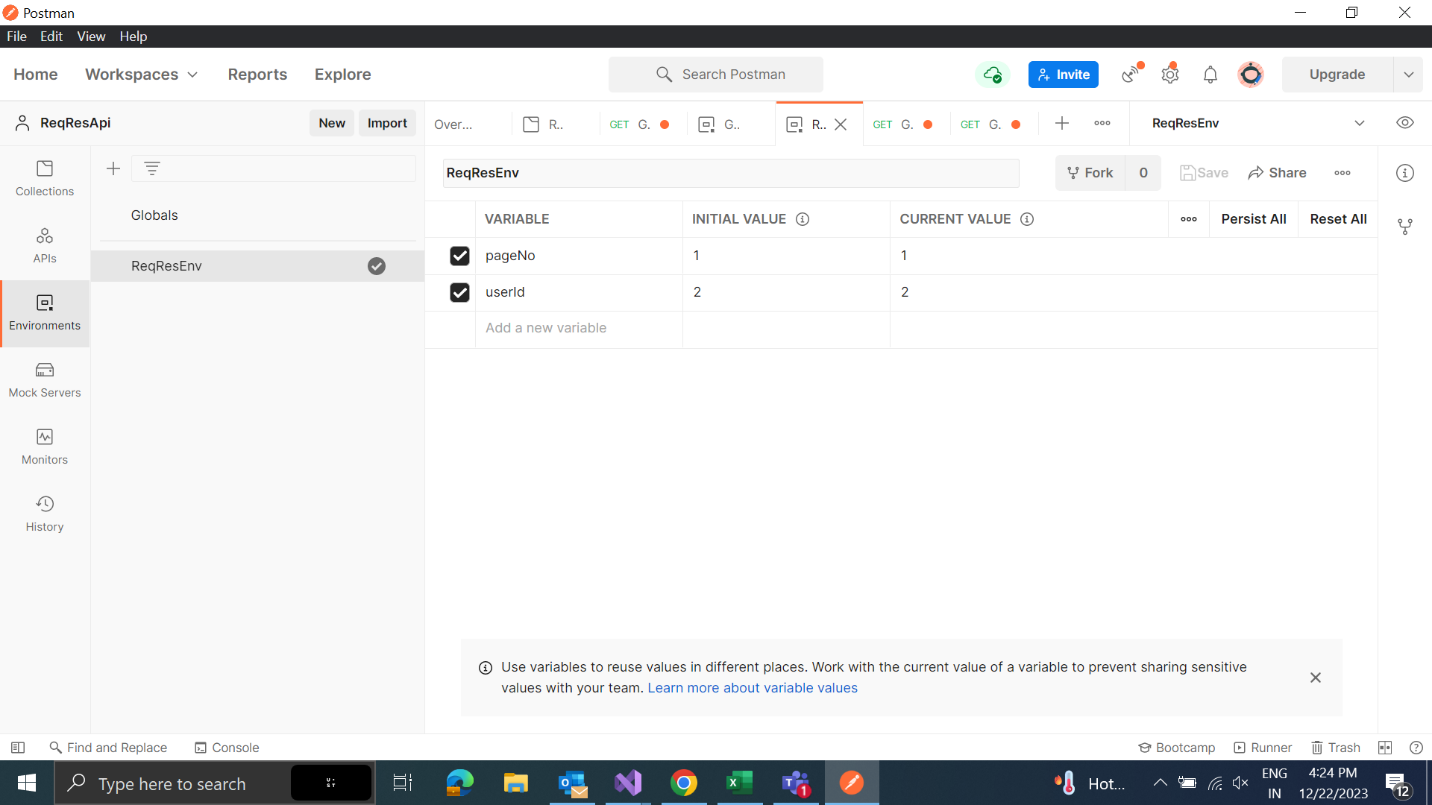 Postman
File Edit View Help
Home Workspaces Reports Explore Search Postman Invite Upgrade
ReqResApi New Import Over... R.. GET G. G.. R.. GET G. GET G. ReqResEnv
Collections
APIs
Environments
Mock Servers
Monitors
History
Globals
ReqResEnv
ReqResEnv Fork 0 Save Share
VARIABLE INITIAL VALUE CURRENT VALUE Persist All Reset All
pageNo 1 1
userId 2 2
Add a new variable
Use variables to reuse values in different places. Work with the current value of a variable to prevent sharing sensitive
values with your team. Learn more about variable values
Find and Replace Console Bootcamp Runner Trash
Type here to search Hot... ENG 4:24 PM
IN 12/22/2023 12